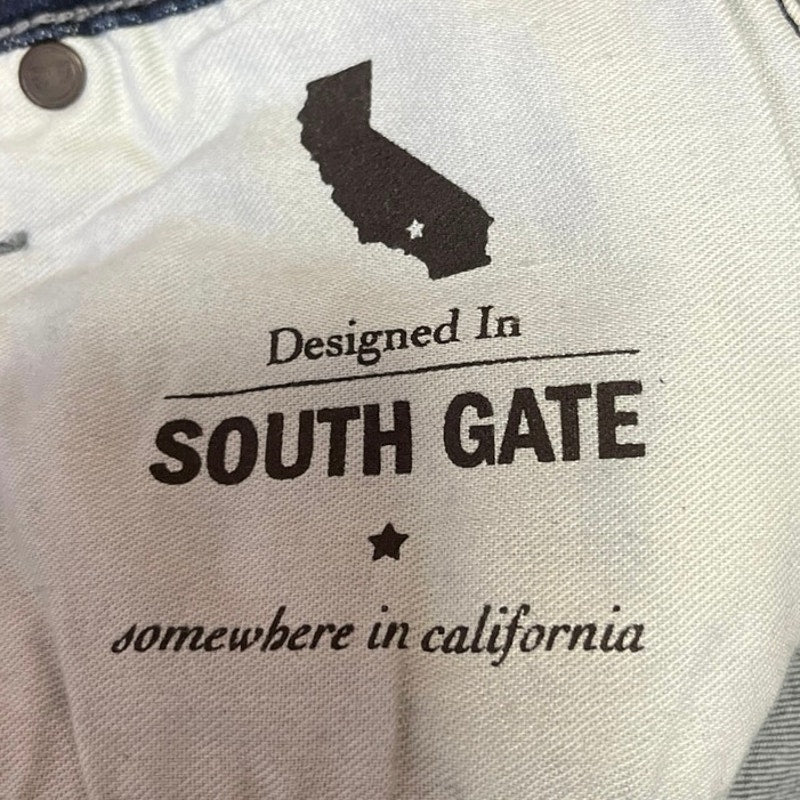 Designed In
SOUTH GATE
somewhere in california